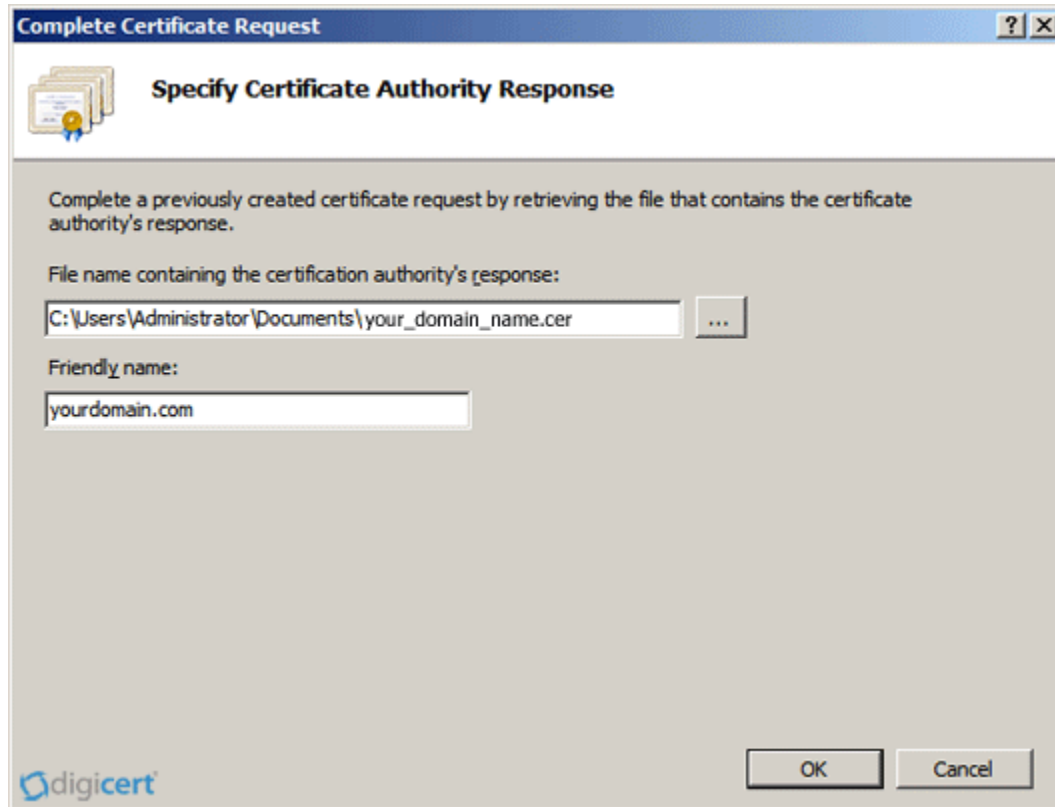 Complete Certificate Request
?
Specify Certificate Authority Response
Complete a previously created certificate request by retrieving the file that contains the certificate
authority's response.
File name containing the certification authority's response:
C:\Users\Administrator\Documents\your_domain_name.cer
...
Friendly name:
yourdomain.com
OK
Cancel
digicert